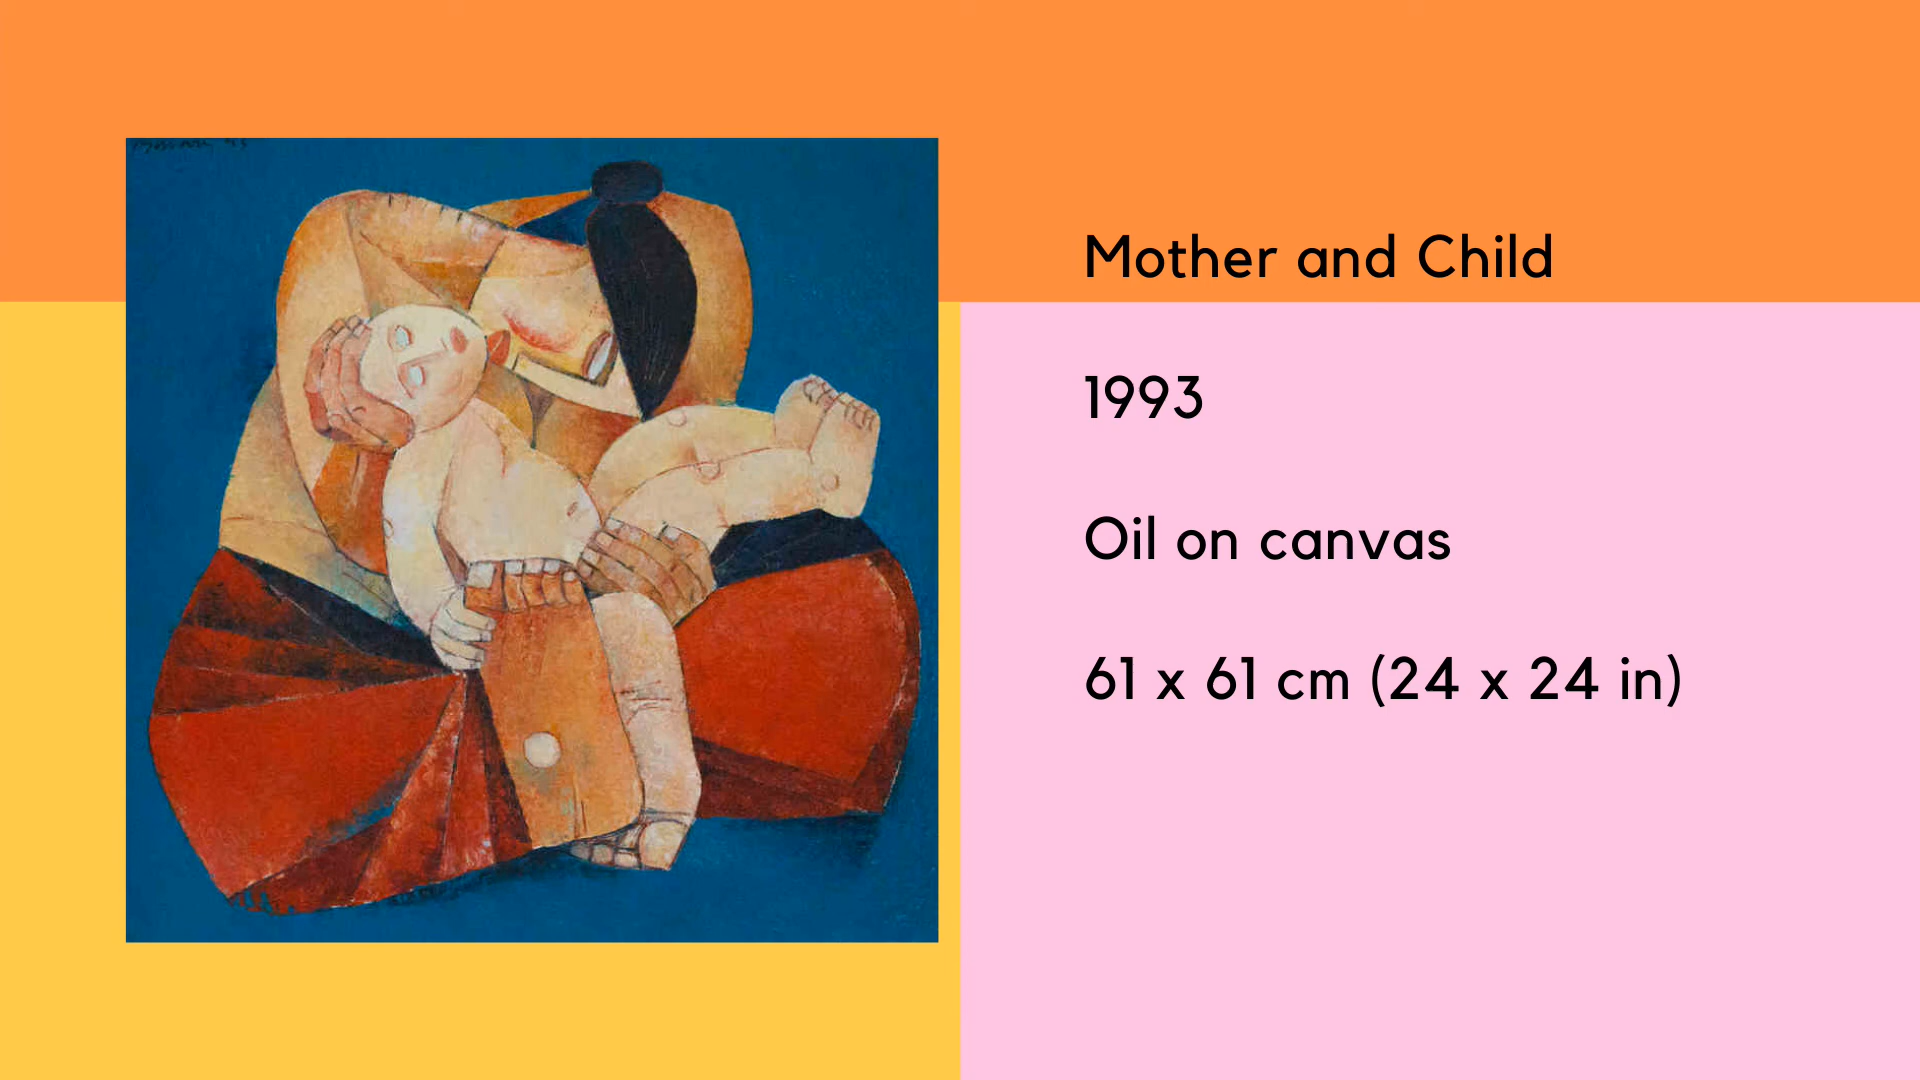 Mother and Child
1993
Oil on canvas
61 x 61 cm (24 x 24 in)